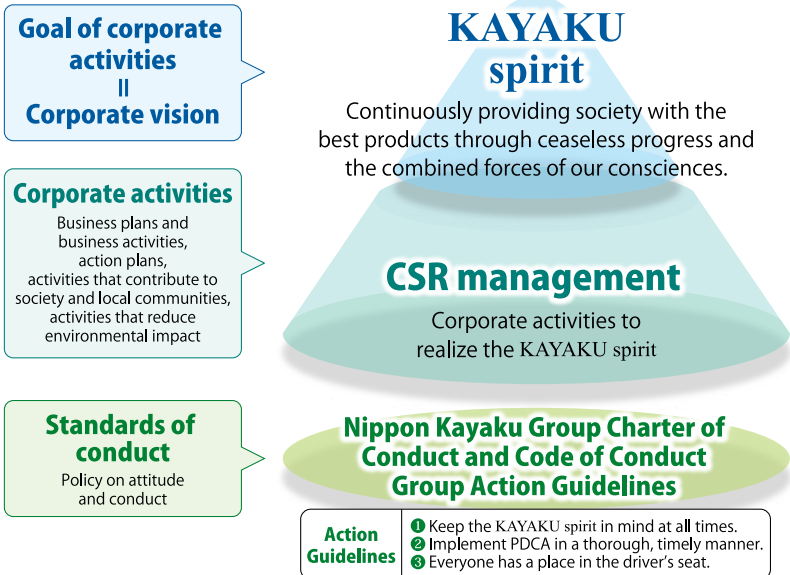 Goal of corporate
activities
=
Corporate vision
KAYAKU
spirit
Continuously providing society with the
best products through ceaseless progress and
the combined forces of our consciences.
Corporate activities
Business plans and
business activities,
action plans,
activities that contribute to
society and local communities,
activities that reduce
environmental impact
CSR management
Corporate activities to
realize the KAYAKU spirit
Standards of
conduct
Policy on attitude
and conduct
Nippon Kayaku Group Charter of
Conduct and Code of Conduct
Group Action Guidelines
Action
Guidelines
❶ Keep the KAYAKU spirit in mind at all times.
❷ Implement PDCA in a thorough, timely manner.
❸ Everyone has a place in the driver's seat.